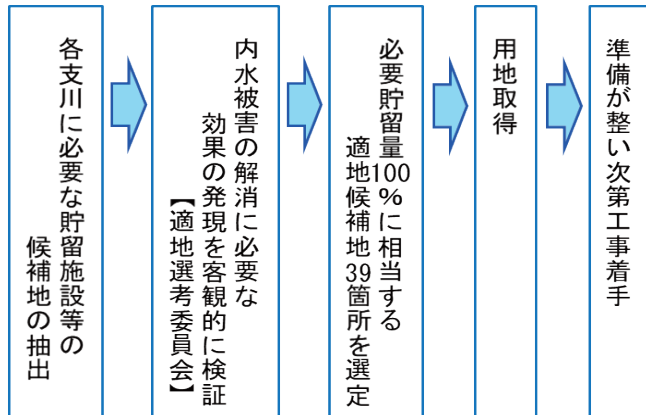 各支川に必要な貯留施設等の
候補地の抽出
内水被害の解消に必要な
効果の発現を客観的に検証
【適地選考委員会】
必要貯留量100%に相当する
適地候補地39箇所を選定
用地取得
準備が整い次第工事着手